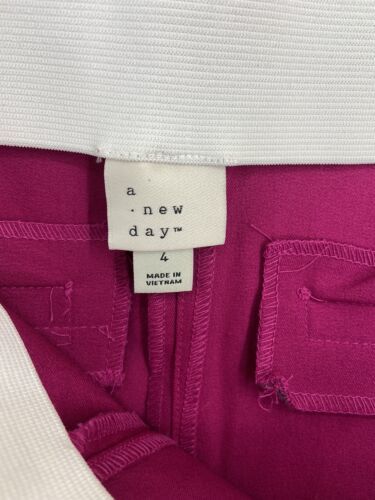 a
· new
day™
4
MADE IN
VIETNAM